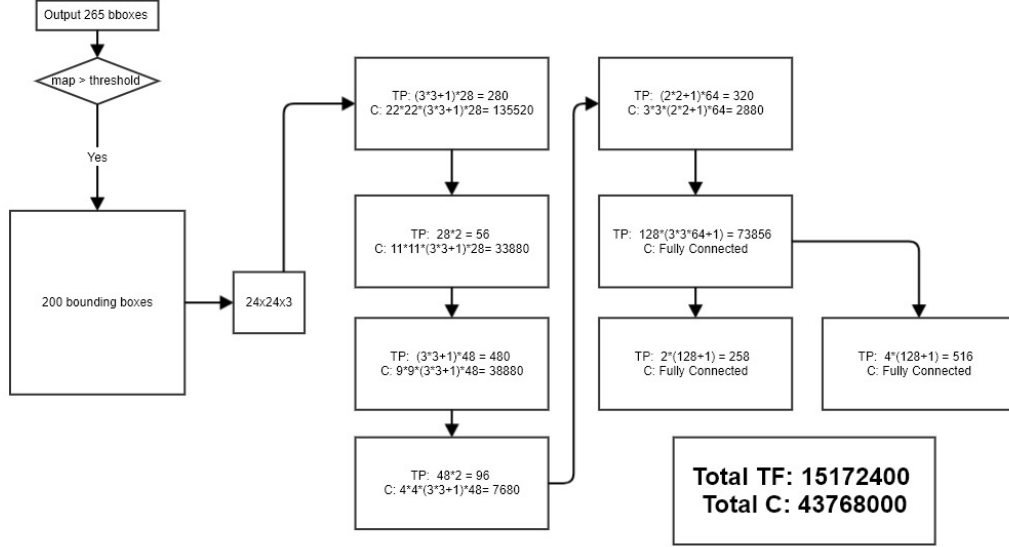 Output 265 bboxes
map > threshold
Yes
200 bounding boxes
24x24x3
TP: (3*3+1)*28 = 280
C: 22*22*(3*3+1)*28= 135520
TP: 28*2 = 56
C: 11*11*(3*3+1)*28= 33880
TP: (3*3+1)*48 = 480
C: 9*9*(3*3+1)*48= 38880
TP: 48*2 = 96
C: 4*4*(3*3+1)*48= 7680
TP: (2*2+1)*64 = 320
C: 3*3*(2*2+1)*64= 2880
TP: 128*(3*3*64+1) = 73856
C: Fully Connected
TP: 2*(128+1) = 258
C: Fully Connected
TP: 4*(128+1) = 516
C: Fully Connected
Total TF: 15172400
Total C: 43768000